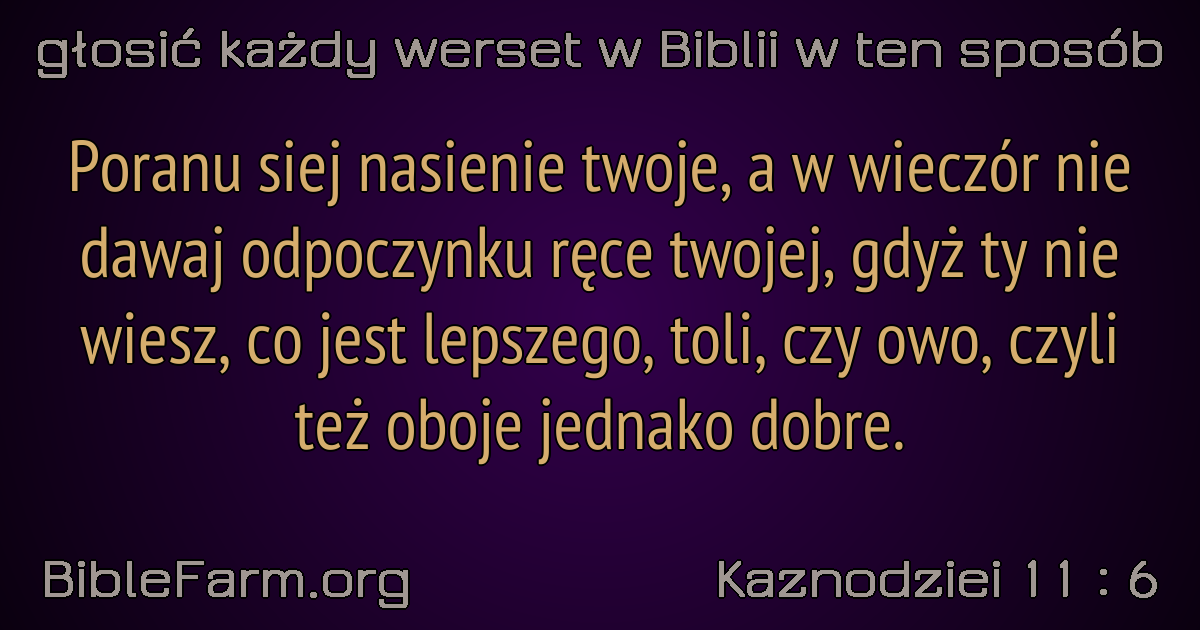 głosić każdy werset w Biblii w ten sposób
Poranu siej nasienie twoje, a w wieczór nie
dawaj odpoczynku ręce twojej, gdyż ty nie
wiesz, co jest lepszego, toli, czy owo, czyli
też oboje jednako dobre.
BibleFarm.org
Kaznodziei 11 : 6